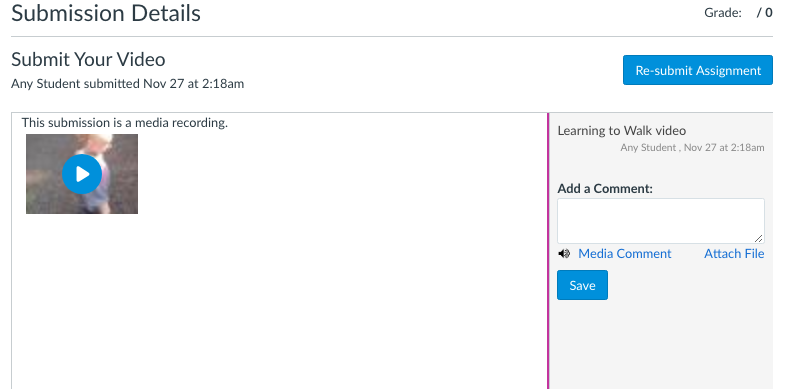 Submission Details
Grade: / 0
Submit Your Video
Any Student submitted Nov 27 at 2:18am
Re-submit Assignment
This submission is a media recording.
Learning to Walk video
Any Student , Nov 27 at 2:18am
Add a Comment:
Media Comment
Attach File
Save